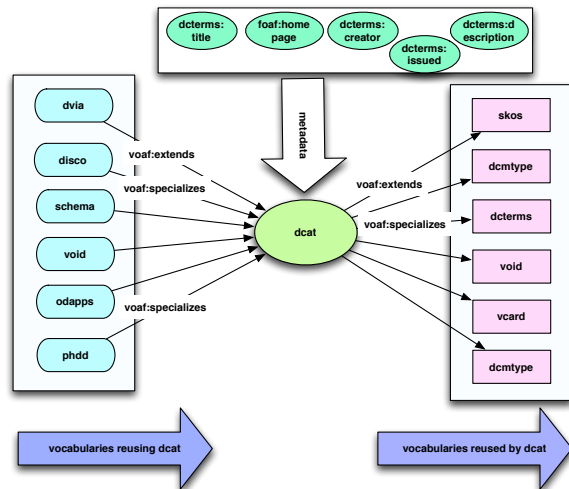 dcterms:
title
foaf:home
page
dcterms:
creator
dcterms:
issued
dcterms:d
escription
metadata
dvia
disco
schema
void
odapps
phdd
voaf:extends
voaf:specializes
voaf:specializes
dcat
voaf:extends
voaf:specializes
skos
dcmtype
dcterms
void
vcard
dcmtype
vocabularies reusing dcat
vocabularies reused by dcat